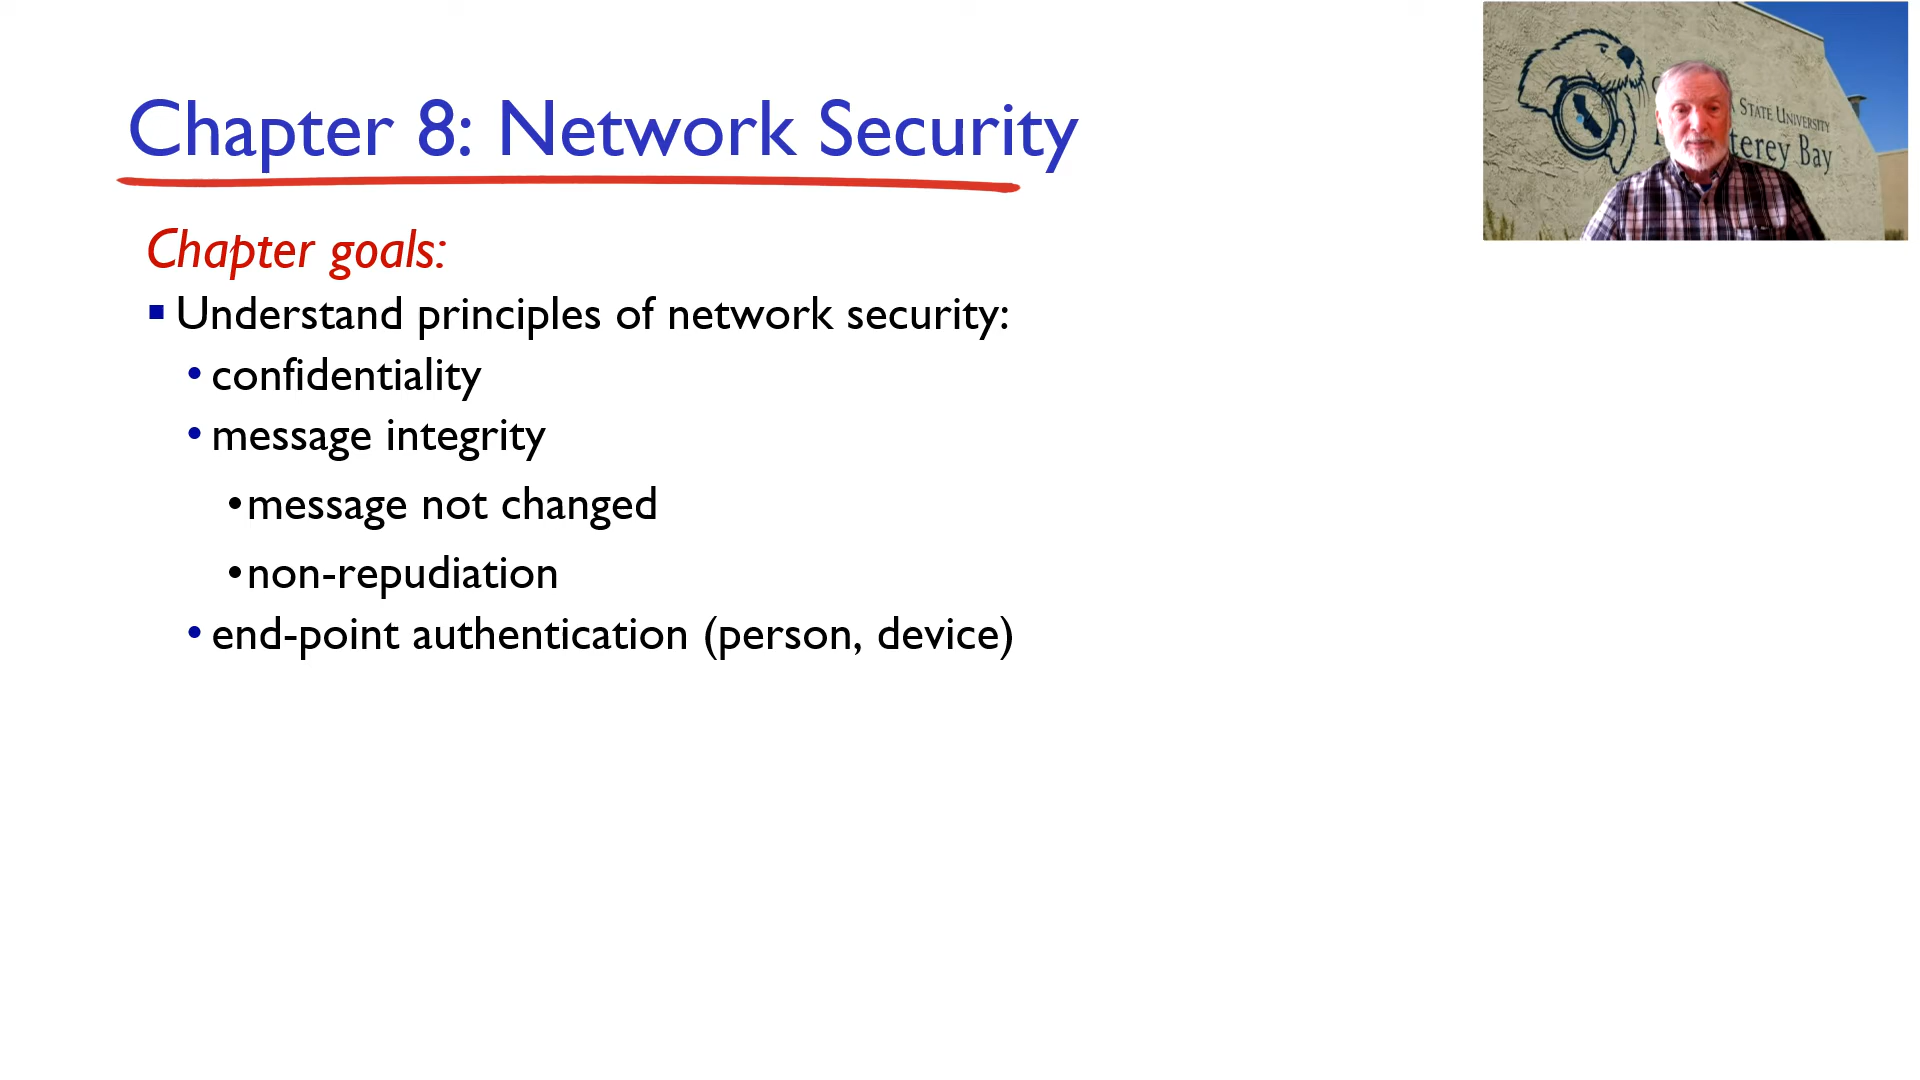 Chapter 8: Network Security
Chapter goals:
▪ Understand principles of network security:
• confidentiality
• message integrity
•message not changed
•non-repudiation
• end-point authentication (person, device)
STATE UNIVERSITY
Bay